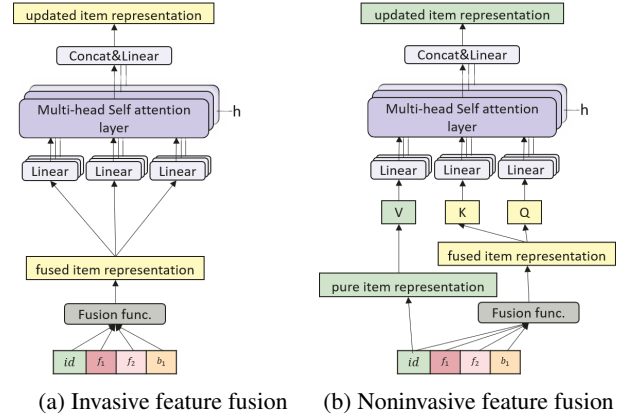 updated item representation
Concat&Linear
Multi-head Self attention
layer
h
Linear
Linear
Linear
fused item representation
Fusion func.
id f₁ f₂ b₁
(a) Invasive feature fusion
updated item representation
Concat&Linear
Multi-head Self attention
layer
h
Linear
Linear
Linear
V
K
Q
fused item representation
pure item representation
Fusion func.
id f₁ f₂ b₁
(b) Noninvasive feature fusion